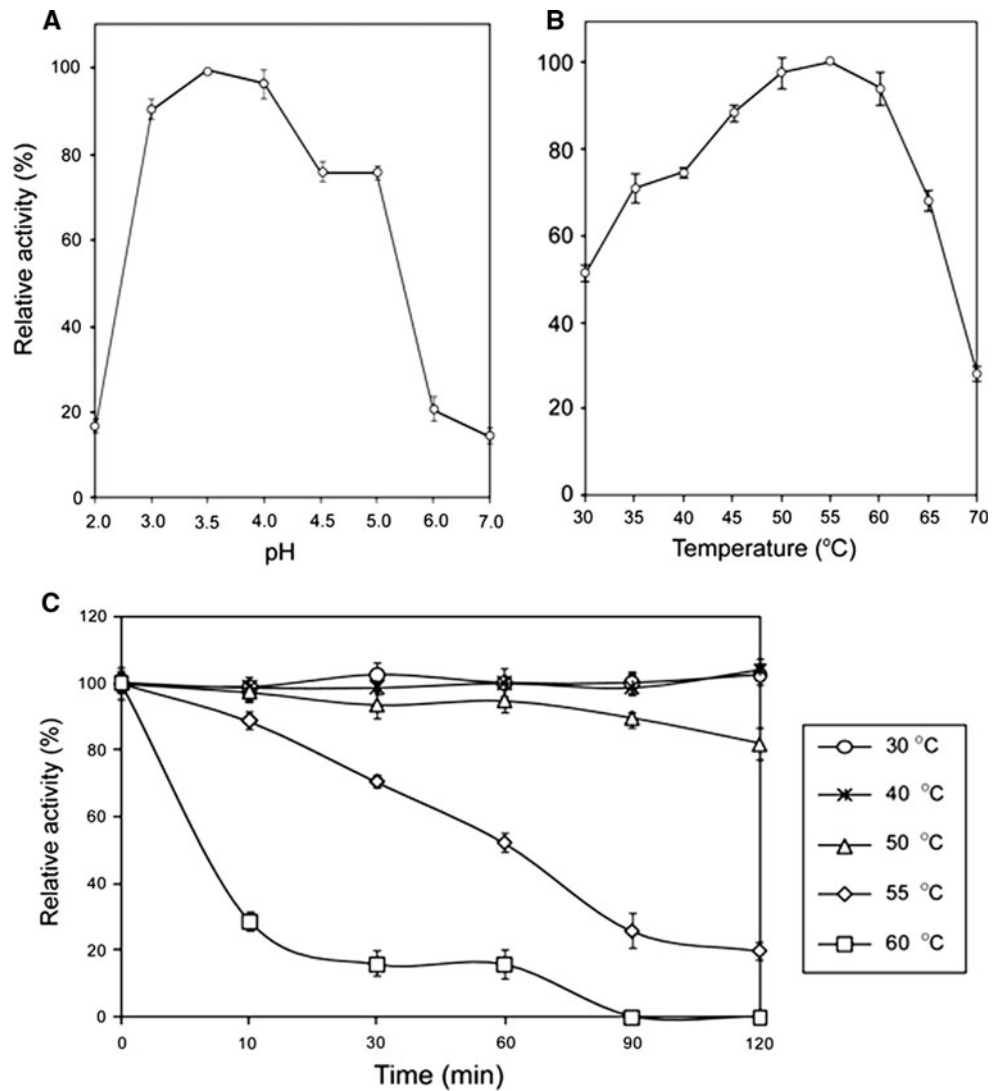 A
Relative activity (%)
100
80
60
40
20
0
2.0 3.0 3.5 4.0 4.5 5.0 6.0 7.0
pH
B
100
80
60
40
20
0
30 35 40 45 50 55 60 65 70
Temperature (°C)
C
Relative activity (%)
120
100
80
60
40
20
0
0 10 30 60 90 120
Time (min)
30 °C
40 °C
50 °C
55 °C
60 °C